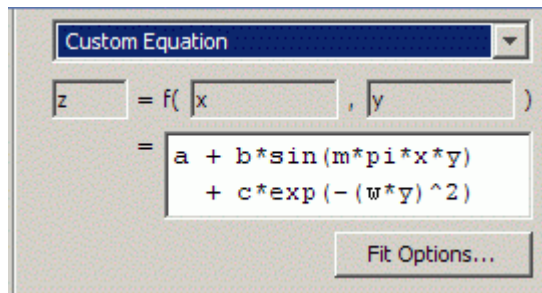 Custom Equation
z = f( x , y )
= a + b*sin(m*pi*x*y)
+ c*exp(-(w*y)^2)
Fit Options...